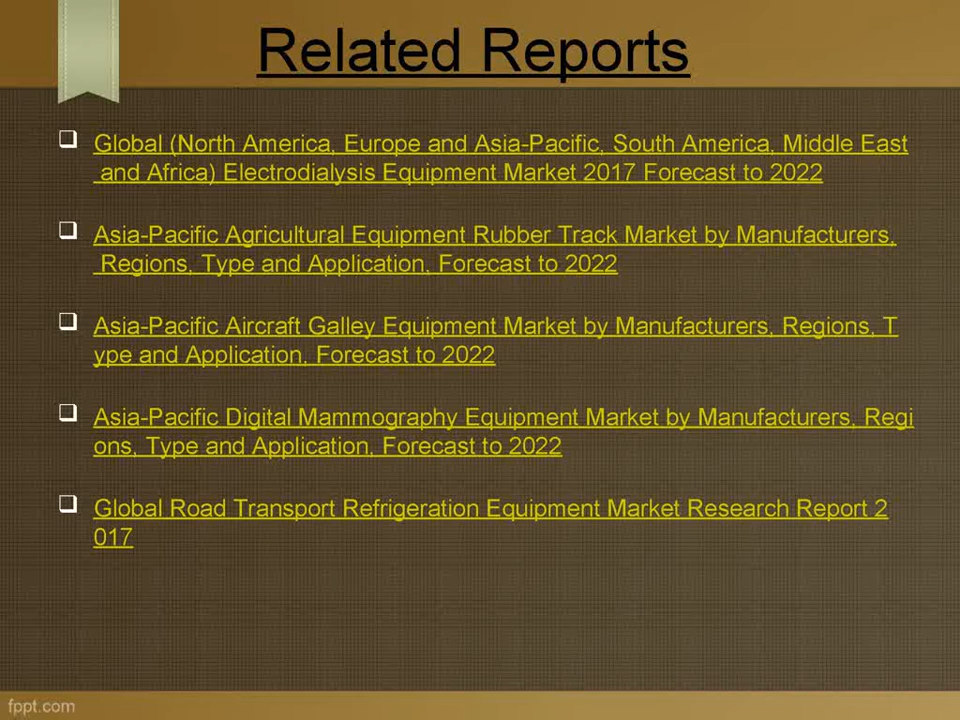 Related Reports
Global (North America, Europe and Asia-Pacific, South America, Middle East
and Africa) Electrodialysis Equipment Market 2017 Forecast to 2022
Asia-Pacific Agricultural Equipment Rubber Track Market by Manufacturers,
Regions, Type and Application, Forecast to 2022
Asia-Pacific Aircraft Galley Equipment Market by Manufacturers, Regions, T
ype and Application, Forecast to 2022
Asia-Pacific Digital Mammography Equipment Market by Manufacturers, Regi
ons, Type and Application, Forecast to 2022
Global Road Transport Refrigeration Equipment Market Research Report 2
017
fppt.com